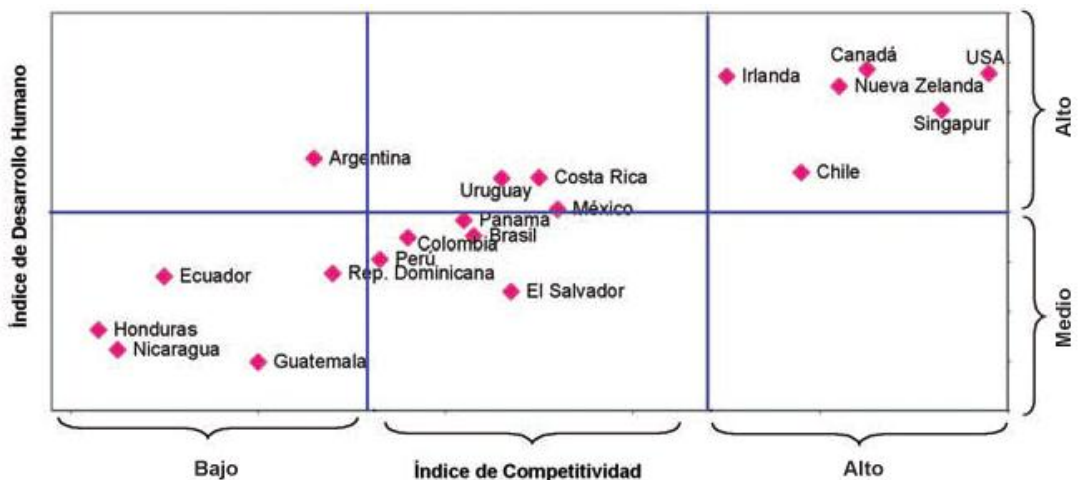 Índice de Desarrollo Humano
Canadá
USA
Irlanda
Nueva Zelanda
Singapur
Argentina
Chile
Costa Rica
Uruguay
México
Panamá
Brasil
Colombia
Perú
Rep. Dominicana
Ecuador
El Salvador
Honduras
Nicaragua
Guatemala
Alto
Medio
Bajo
Índice de Competitividad
Alto